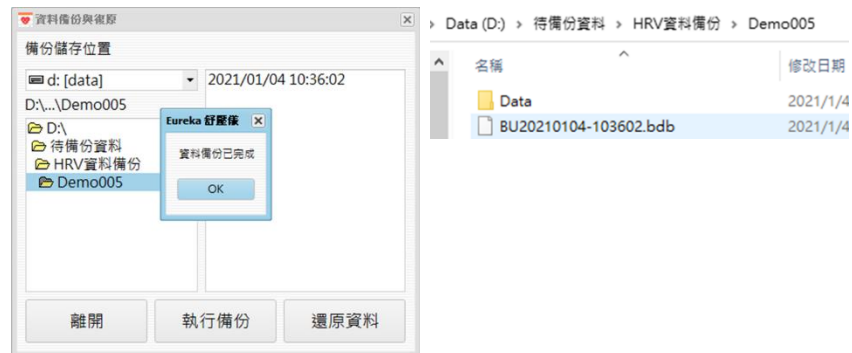 資料備份與復原
備份儲存位置
d: [data]
2021/01/04 10:36:02
D:\...\Demo005
D:\
待備份資料
HRV資料備份
Demo005
Eureka 舒壓儀
資料備份已完成
OK
離開
執行備份
還原資料
› Data (D:) › 待備份資料 › HRV資料備份 › Demo005
名稱
修改日期
Data
2021/1/4
BU20210104-103602.bdb
2021/1/4